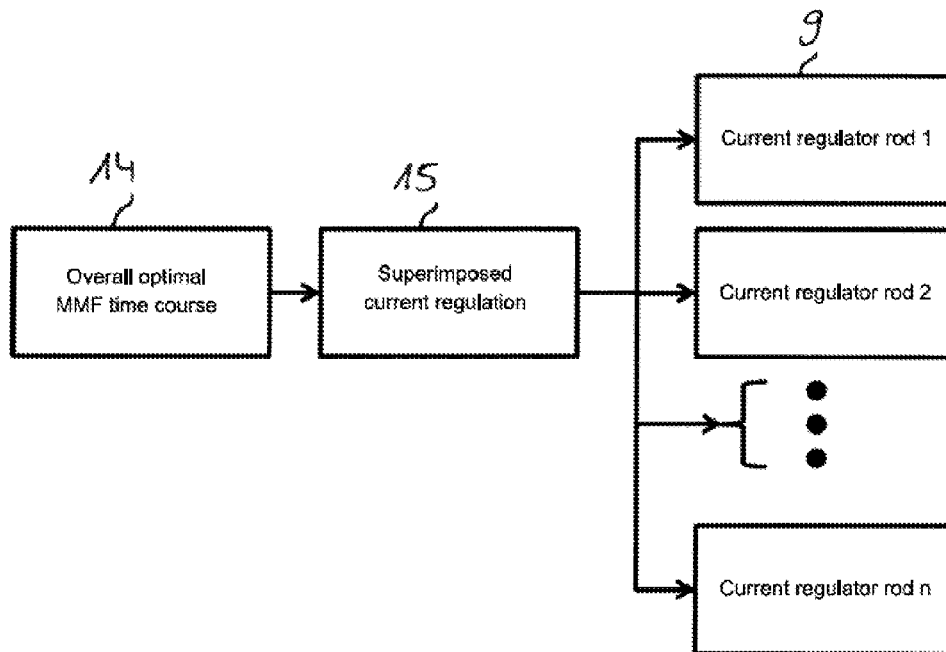 14
Overall optimal
MMF time course
15
Superimposed
current regulation
9
Current regulator rod 1
Current regulator rod 2
Current regulator rod n